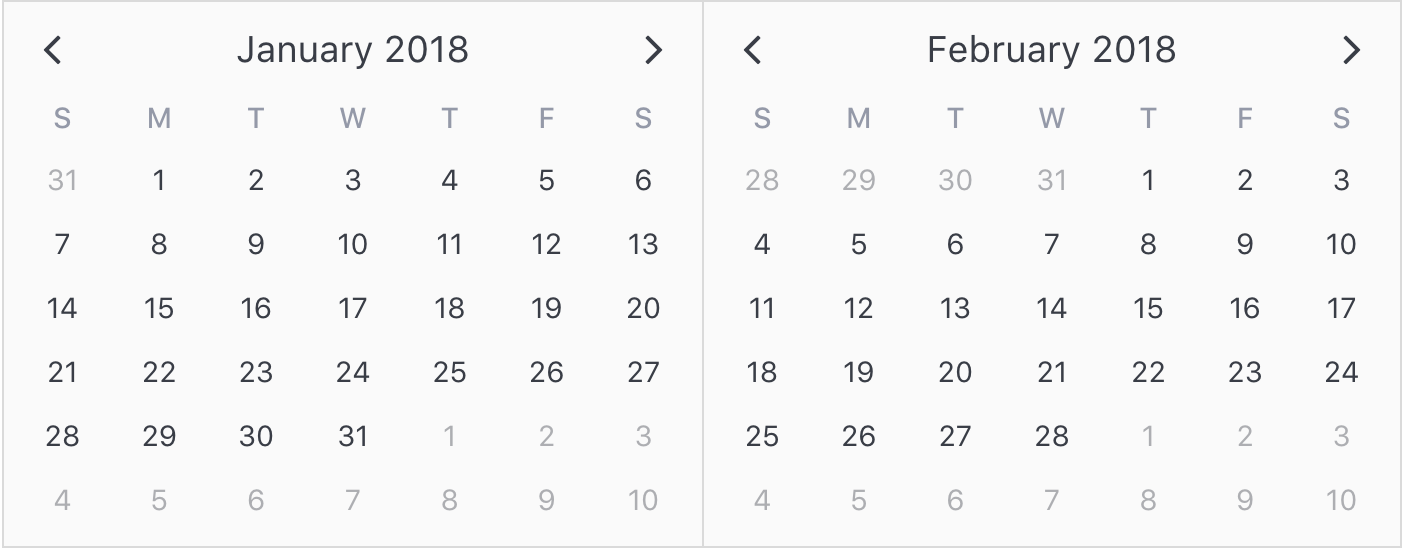 January 2018
S M T W T F S
31 1 2 3 4 5 6
7 8 9 10 11 12 13
14 15 16 17 18 19 20
21 22 23 24 25 26 27
28 29 30 31 1 2 3
4 5 6 7 8 9 10
February 2018
S M T W T F S
28 29 30 31 1 2 3
4 5 6 7 8 9 10
11 12 13 14 15 16 17
18 19 20 21 22 23 24
25 26 27 28 1 2 3
4 5 6 7 8 9 10